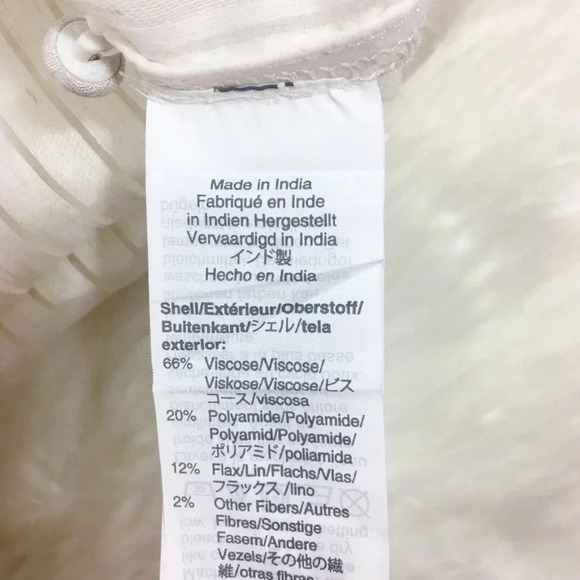 Made in India
Fabriqué en Inde
in Indien Hergestellt
Vervaardigd in India
インド製
Hecho en India
Shell/Extérieur/Oberstoff/
Buitenkant/シェル/tela
exterior:
66% Viscose/Viscose/
Viskose/Viscose/ビス
コース/viscosa
20% Polyamide/Polyamide/
Polyamid/Polyamide/
ポリアミド/poliamida
12% Flax/Lin/Flachs/Vlas/
フラックス/lino
2% Other Fibers/Autres
Fibres/Sonstige
Fasern/Andere
Vezels/その他の繊
維/otras fibras